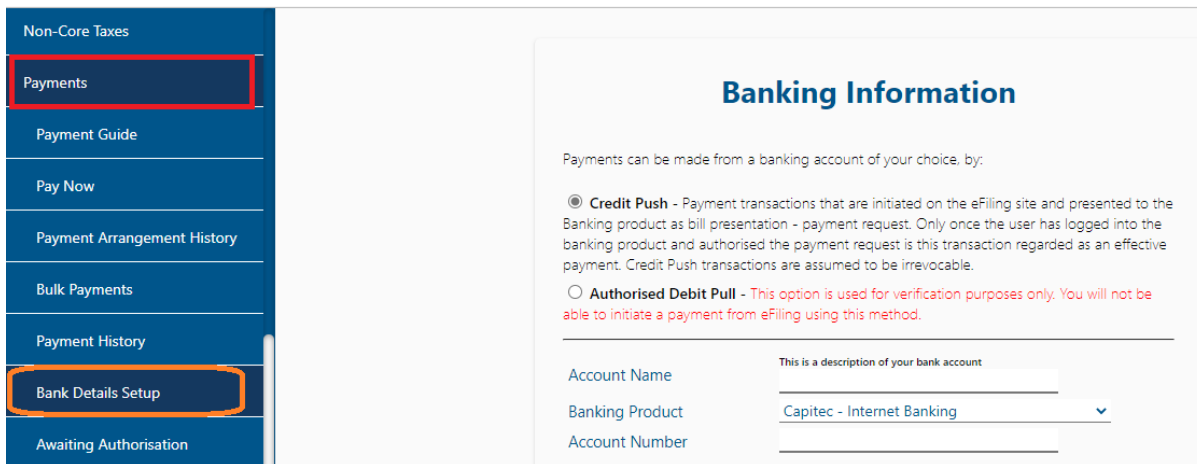 Non-Core Taxes
Payments
Payment Guide
Pay Now
Payment Arrangement History
Bulk Payments
Payment History
Bank Details Setup
Awaiting Authorisation
Banking Information
Payments can be made from a banking account of your choice, by:
Credit Push - Payment transactions that are initiated on the eFiling site and presented to the
Banking product as bill presentation - payment request. Only once the user has logged into the
banking product and authorised the payment request is this transaction regarded as an effective
payment. Credit Push transactions are assumed to be irrevocable.
Authorised Debit Pull - This option is used for verification purposes only. You will not be
able to initiate a payment from eFiling using this method.
This is a description of your bank account
Account Name
Banking Product Capitec - Internet Banking
Account Number